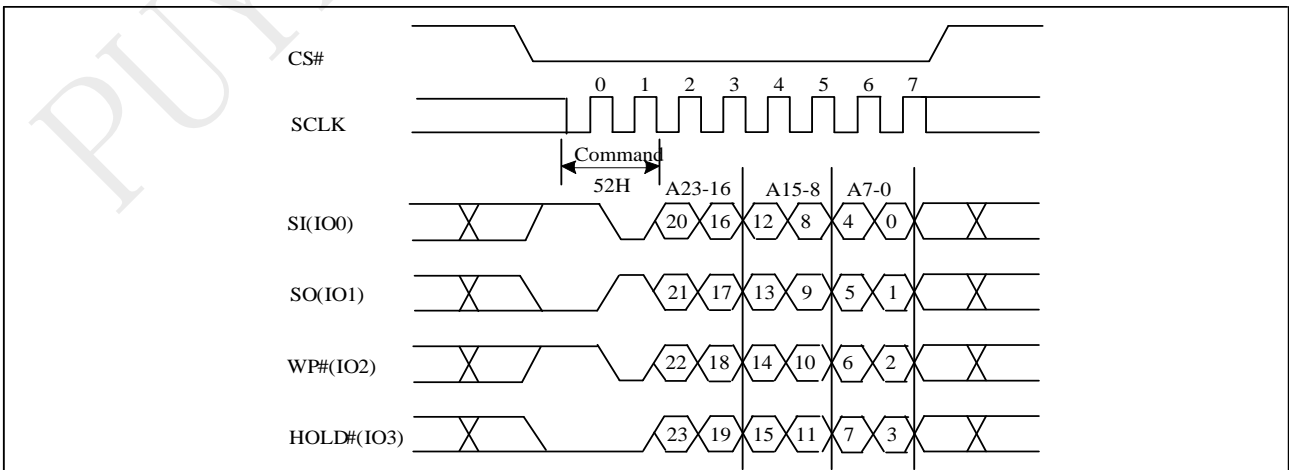 PUY
CS#
0 1 2 3 4 5 6 7
SCLK
Command
52H A23-16 A15-8 A7-0
SI(IO0) 20 16 12 8 4 0
SO(IO1) 21 17 13 9 5 1
WP#(IO2) 22 18 14 10 6 2
HOLD#(IO3) 23 19 15 11 7 3